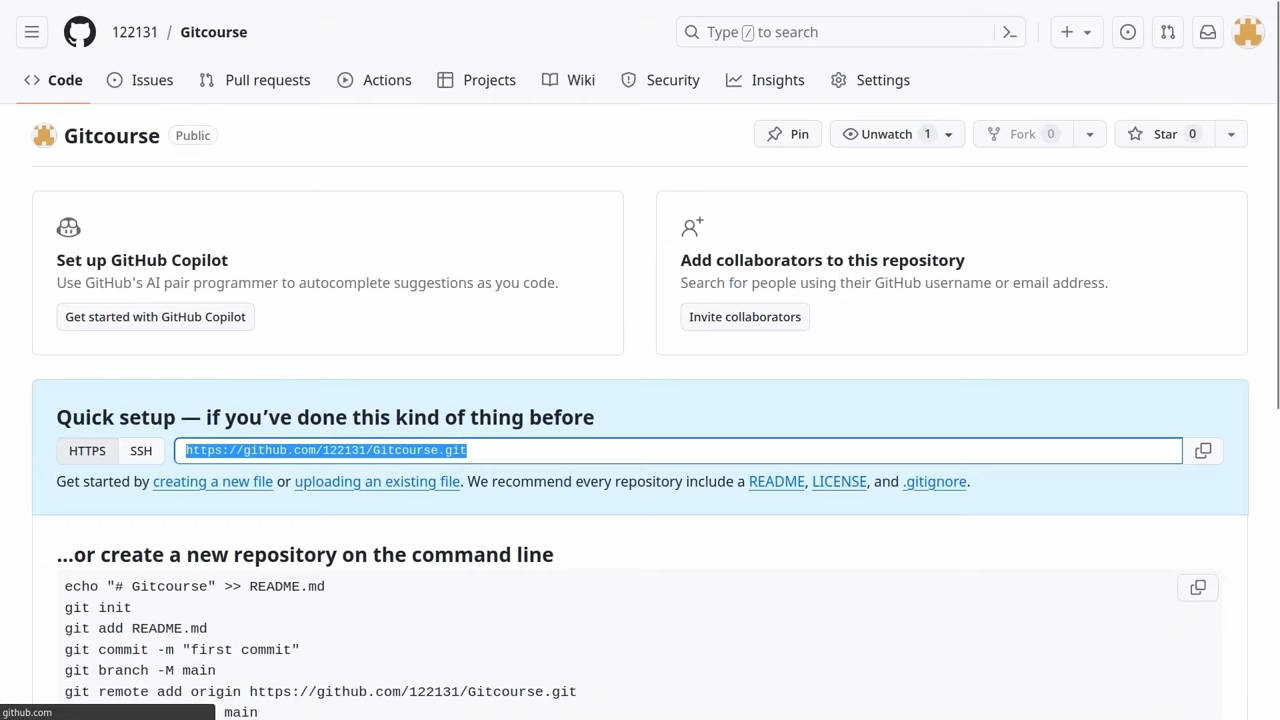 122131 / Gitcourse
Type / to search
Code Issues Pull requests Actions Projects Wiki Security Insights Settings
Gitcourse Public
Pin Unwatch 1 Fork 0 Star 0
Set up GitHub Copilot
Use GitHub's AI pair programmer to autocomplete suggestions as you code.
Get started with GitHub Copilot
Add collaborators to this repository
Search for people using their GitHub username or email address.
Invite collaborators
Quick setup — if you’ve done this kind of thing before
HTTPS SSH https://github.com/122131/Gitcourse.git
Get started by creating a new file or uploading an existing file. We recommend every repository include a README, LICENSE, and .gitignore.
…or create a new repository on the command line
echo "# Gitcourse" >> README.md
git init
git add README.md
git commit -m "first commit"
git branch -M main
git remote add origin https://github.com/122131/Gitcourse.git
main
github.com